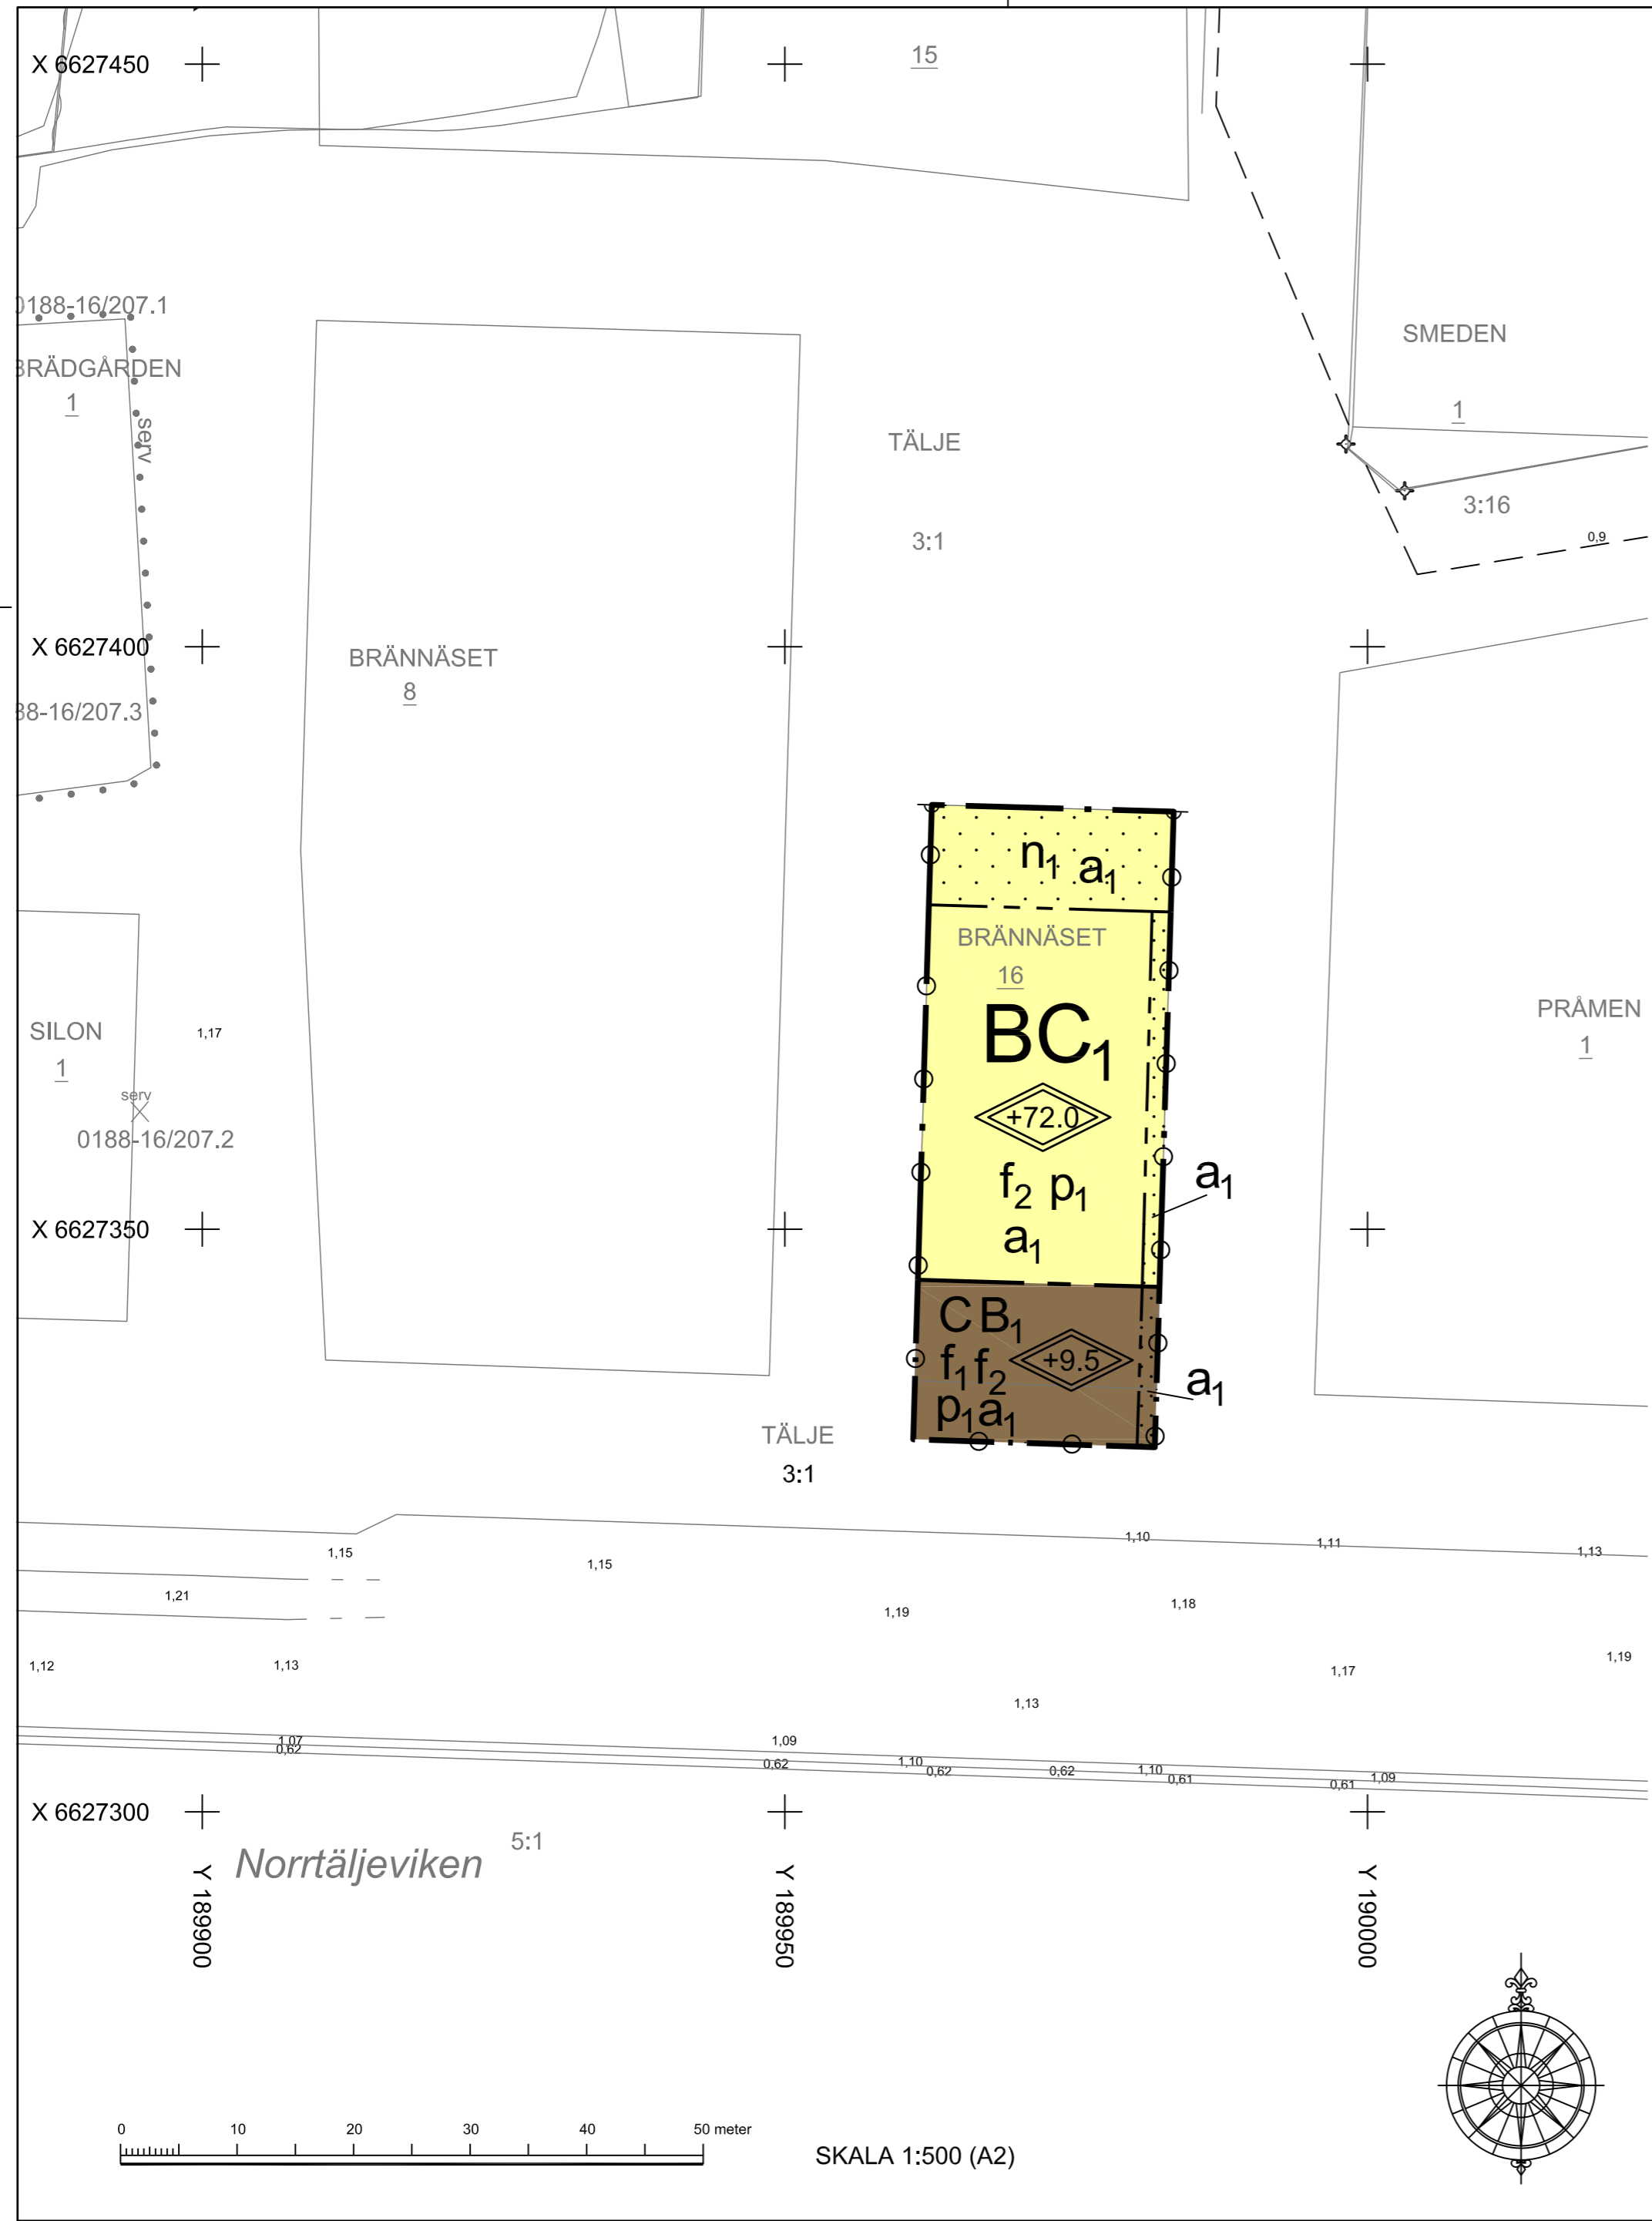 X 6627450
15
0188-16/207.1
BRÄDGÅRDEN
1
serv
SMEDEN
1
TÄLJE
3:1
3:16
0,9
X 6627400
BRÄNNÄSET
8
88-16/207.3
n1 a1
BRÄNNÄSET
16
BC1
+72.0
f2 p1
a1
a1
SILON
1
1,17
serv
0188-16/207.2
PRÅMEN
1
X 6627350
CB1
f1 f2
+9.5
p1 a1
a1
TÄLJE
3:1
1,10
1,11
1,13
1,15
1,15
1,21
1,19
1,18
1,12
1,13
1,17
1,19
1,13
1,07
0,62
1,09
0,62
1,10
0,62
0,62
1,10
0,61
0,61
1,09
X 6627300
5:1
Norrtäljeviken
Y 189900
Y 189950
Y 190000
0 10 20 30 40 50 meter
SKALA 1:500 (A2)